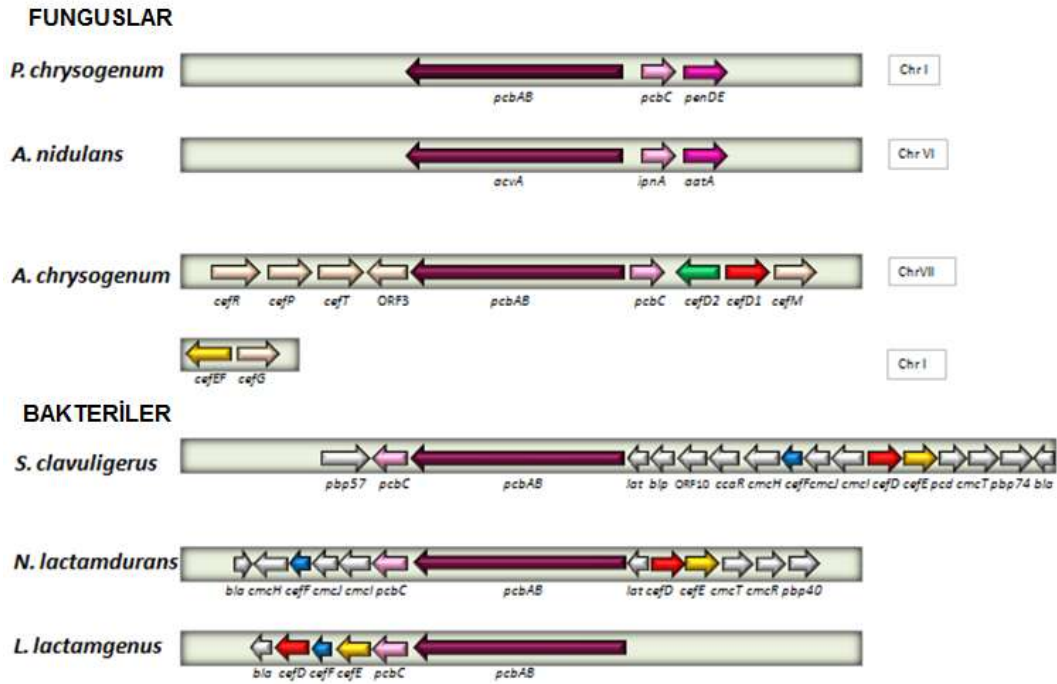 FUNGUSLAR
P. chrysogenum
Chr I
pcbAB pcbC penDE
A. nidulans
Chr VI
acvA ipnA aatA
A. chrysogenum
ChrVII
cefR cefP cefT ORF3 pcbAB pcbC cefD2 cefD1 cefM
Chr I
cefEF cefG
BAKTERİLER
S. clavuligerus
pbp57 pcbC pcbAB lat blp ORF10 ccaR cmcH cefF cmcJ cmcI cefD cefE pcd cmcT pbp74 bla
N. lactamdurans
bla cmcH cefF cmcJ cmcI pcbC pcbAB lat cefD cefE cmcT cmcR pbp40
L. lactamgenus
bla cefD cefF cefE pcbC pcbAB